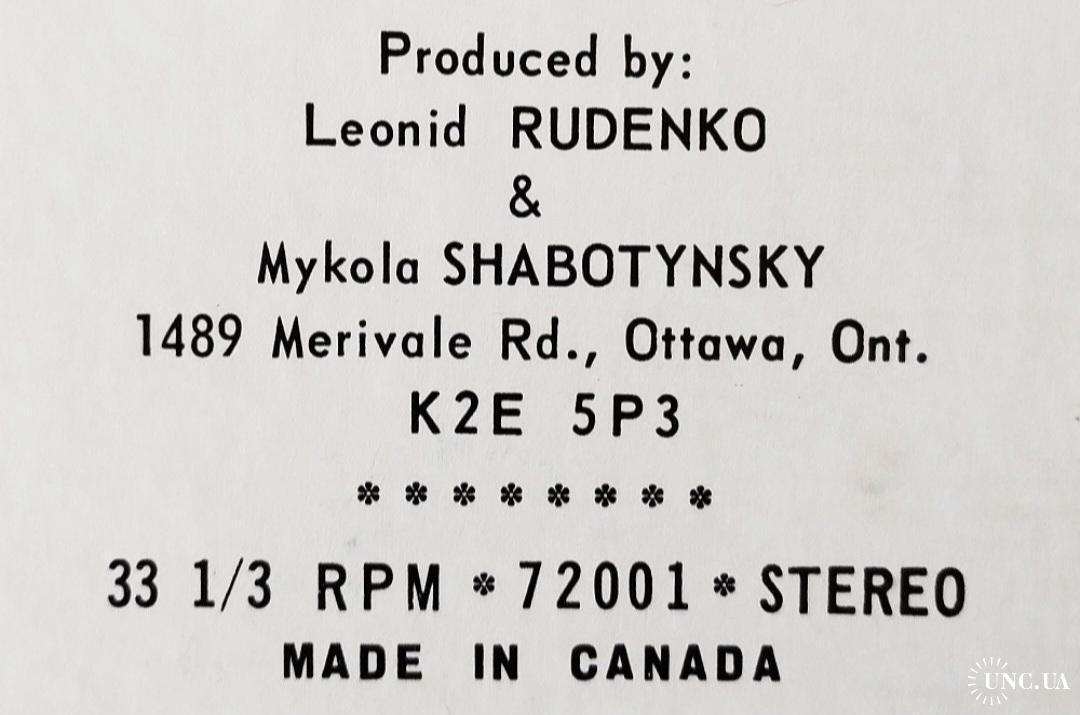 Produced by:
Leonid RUDENKO
&
Mykola SHABOTYNSKY
1489 Merivale Rd., Ottawa, Ont.
K2E 5P3
* * * * * * * *
33 1/3 RPM * 72001 * STEREO
MADE IN CANADA
UNC.UA